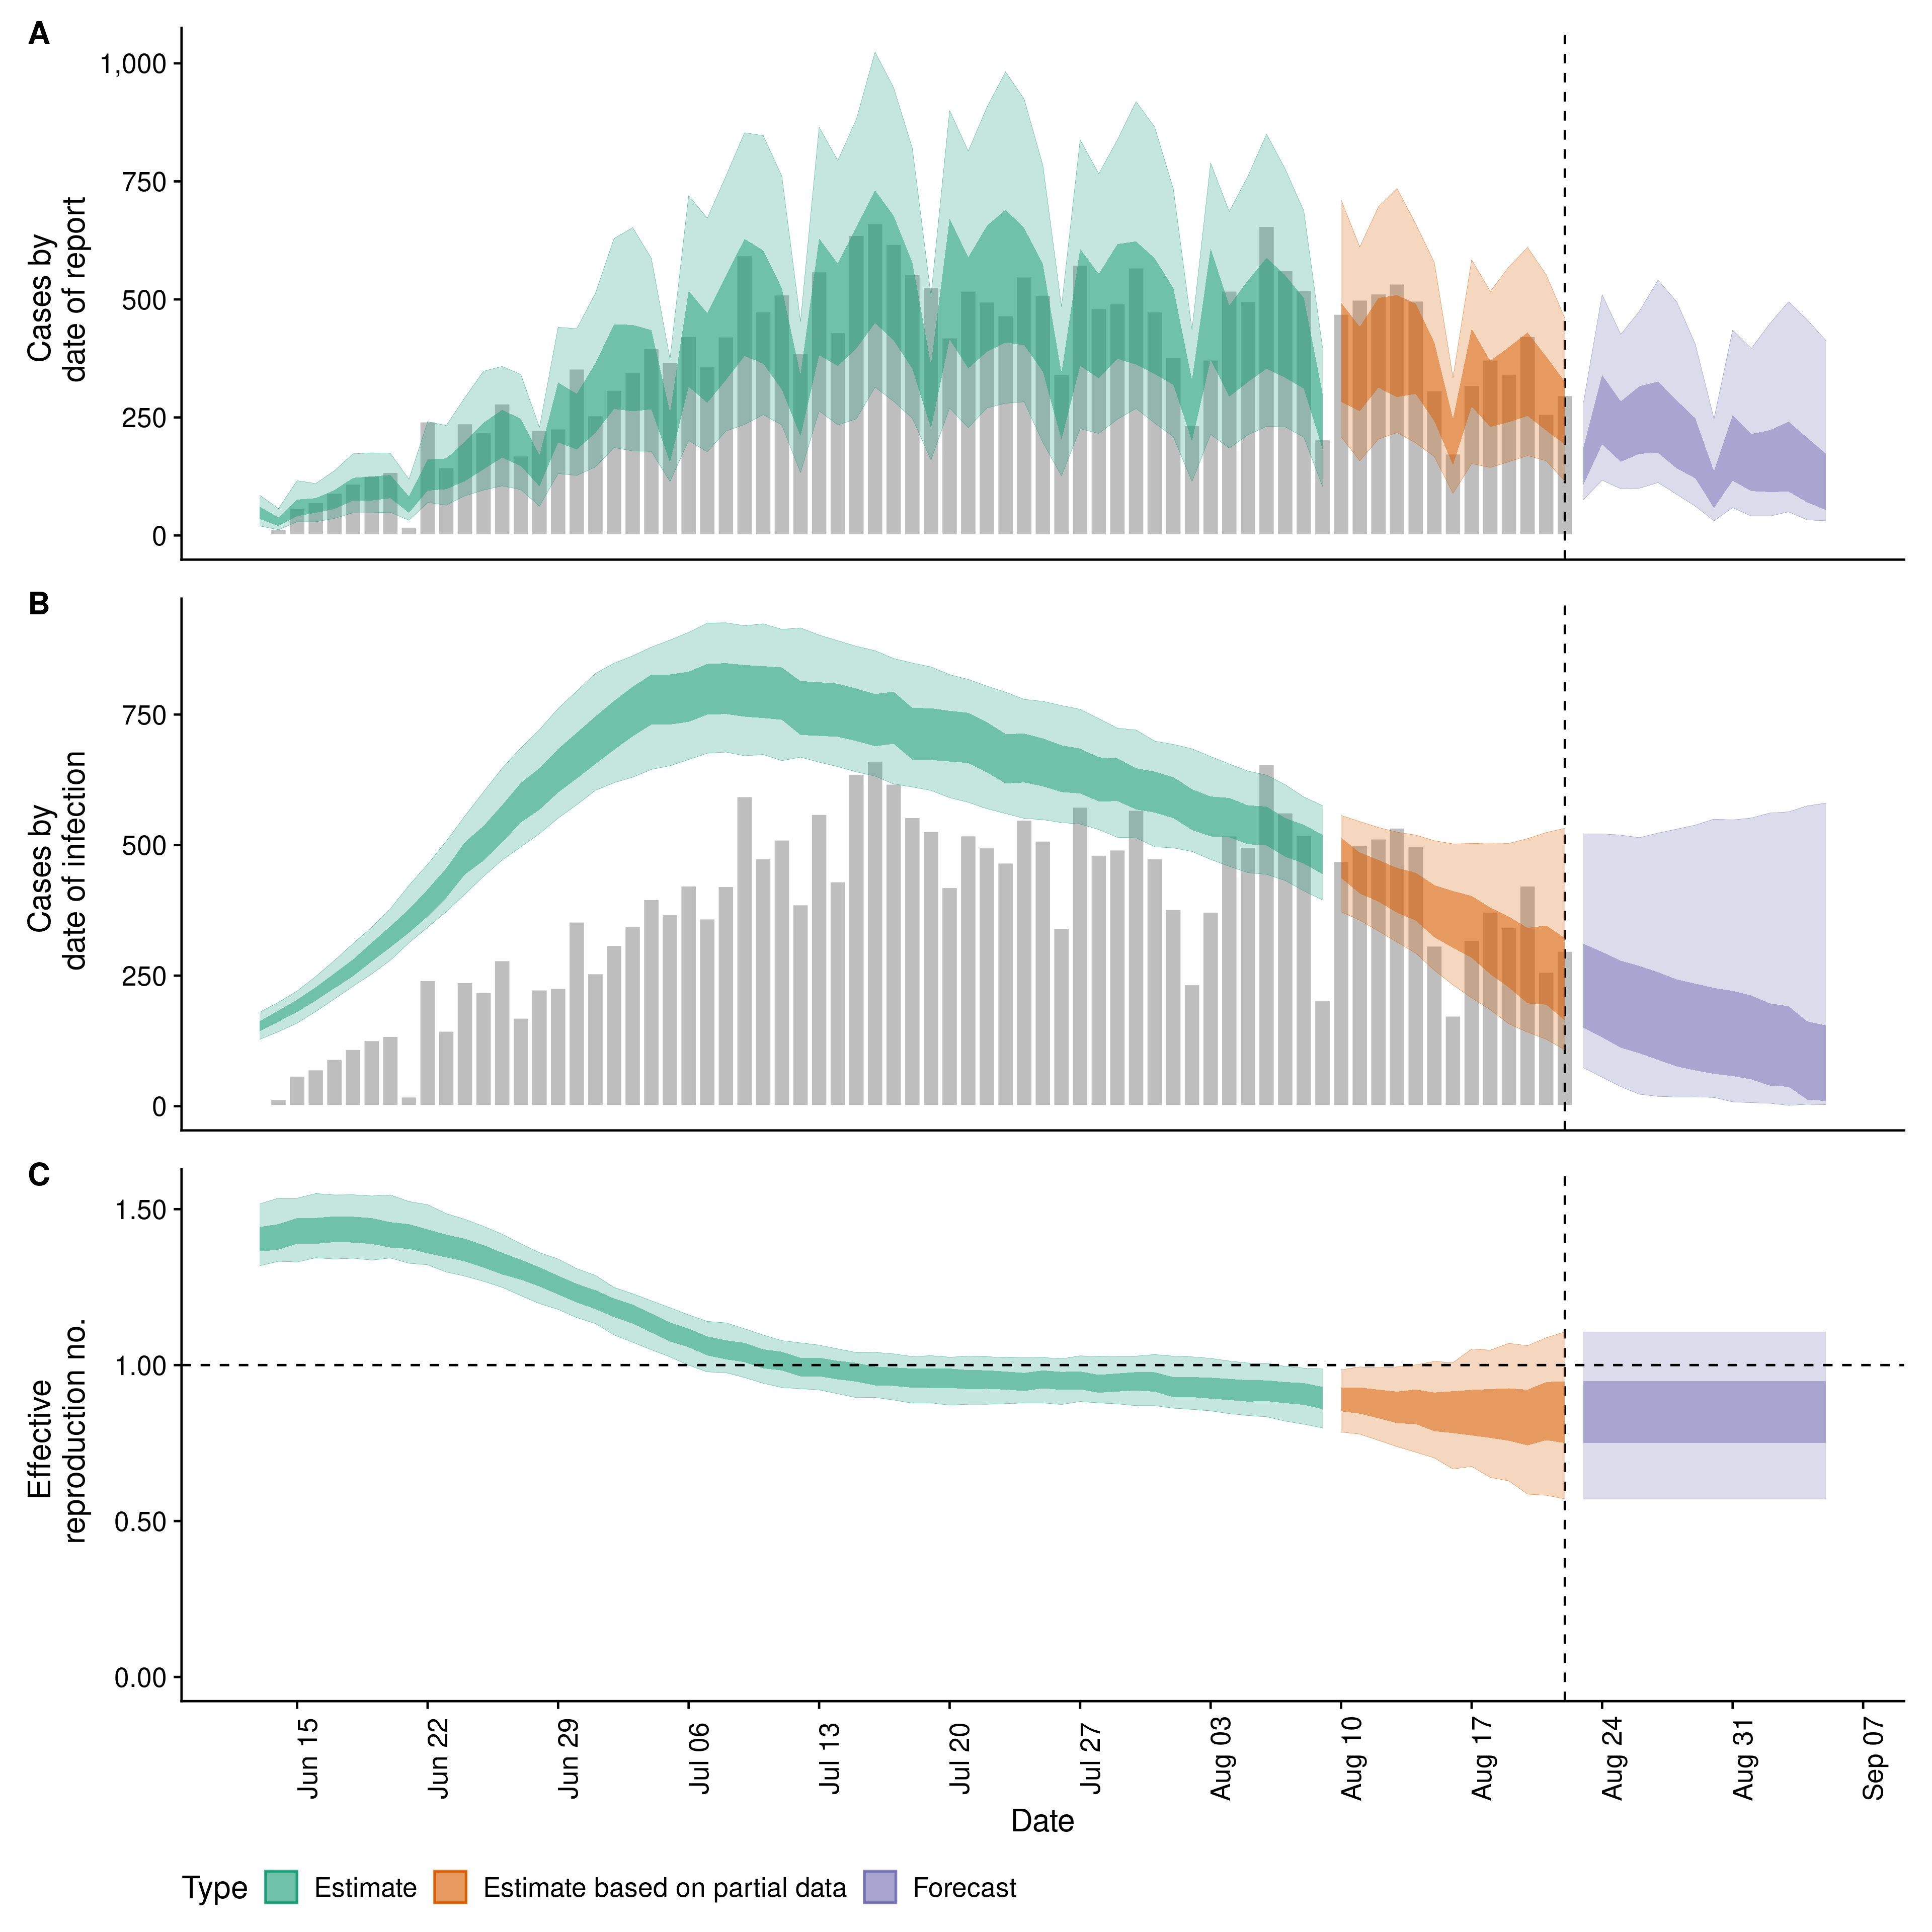 A
1,000
750
500
250
0
Cases by
date of report
B
750
500
250
0
Cases by
date of infection
C
1.50
1.00
0.50
0.00
Effective
reproduction no.
Jun 15
Jun 22
Jun 29
Jul 06
Jul 13
Jul 20
Jul 27
Aug 03
Aug 10
Aug 17
Aug 24
Aug 31
Sep 07
Date
Type Estimate Estimate based on partial data Forecast